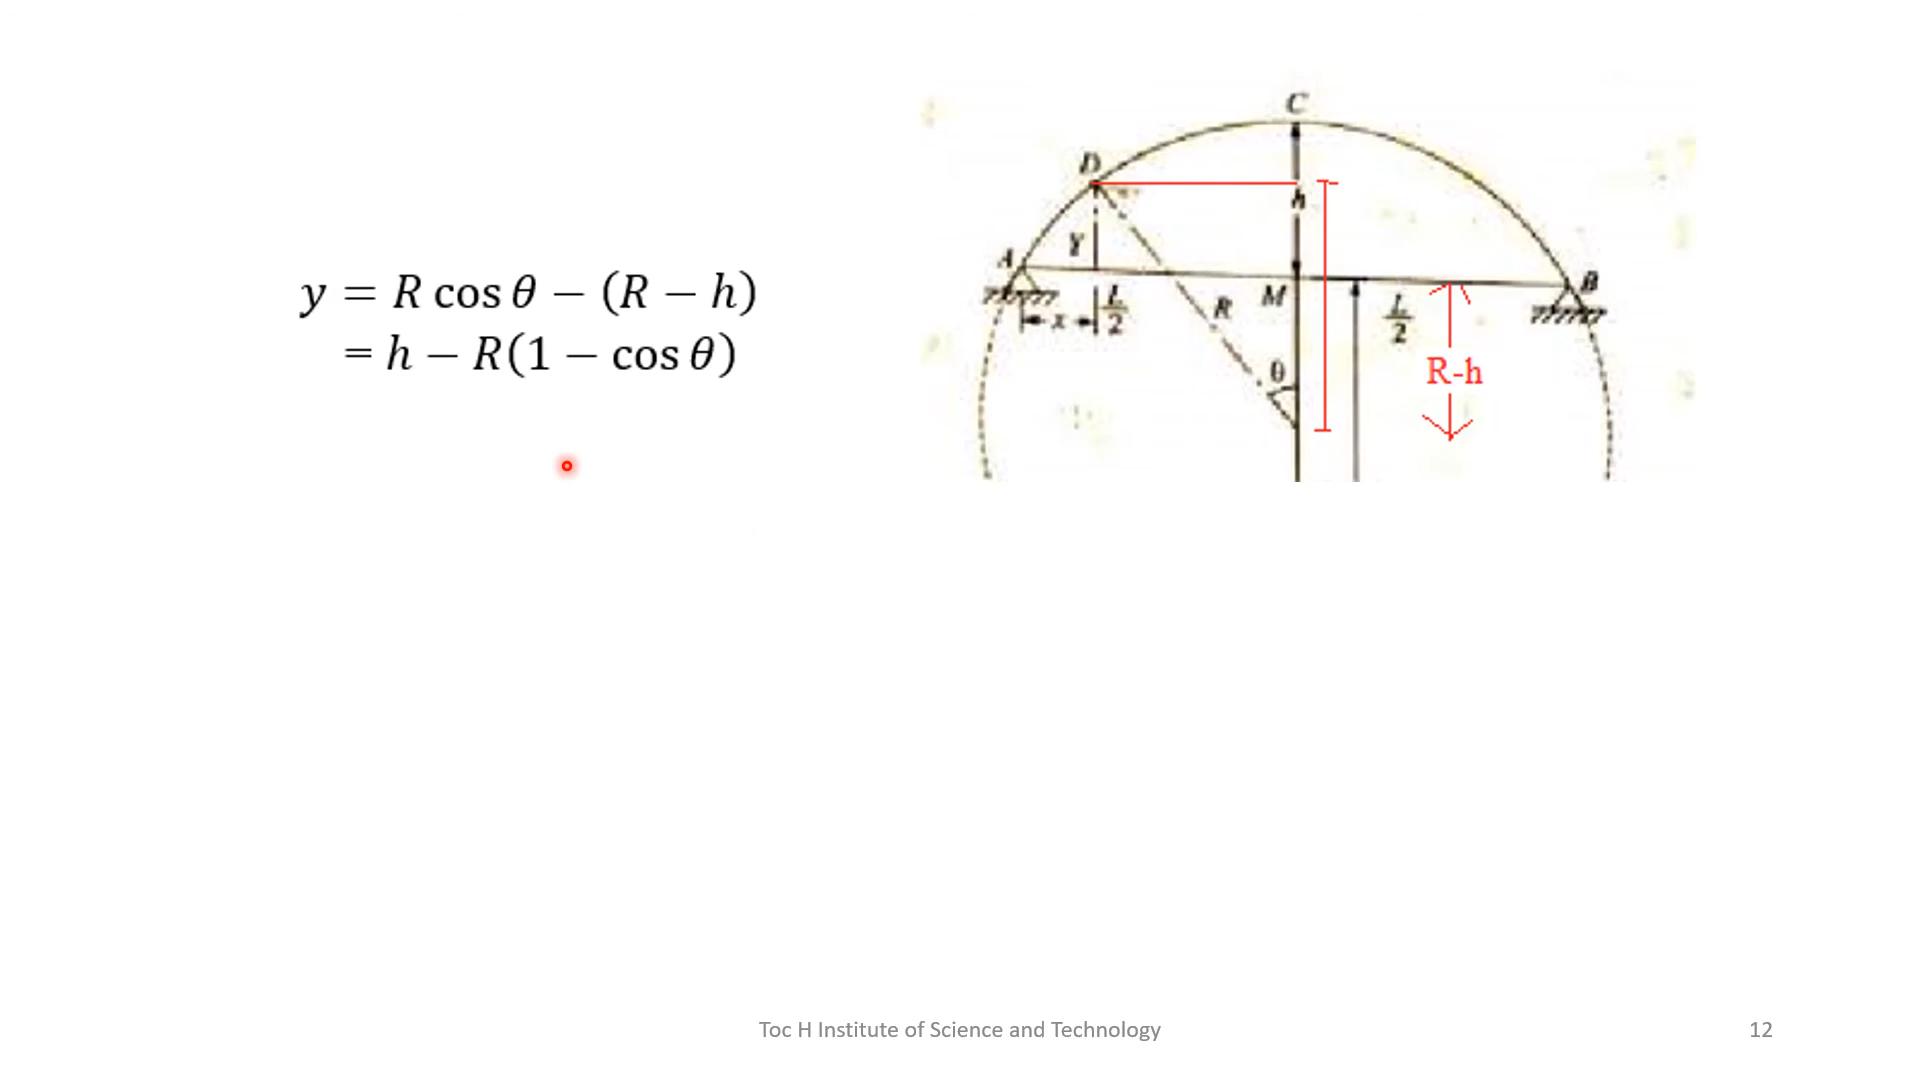 y = R cos θ − (R − h)
= h − R(1 − cos θ)
C
D
h
Y
A
B
M
R
L/2
x
L/2
θ
R-h
Toc H Institute of Science and Technology
12